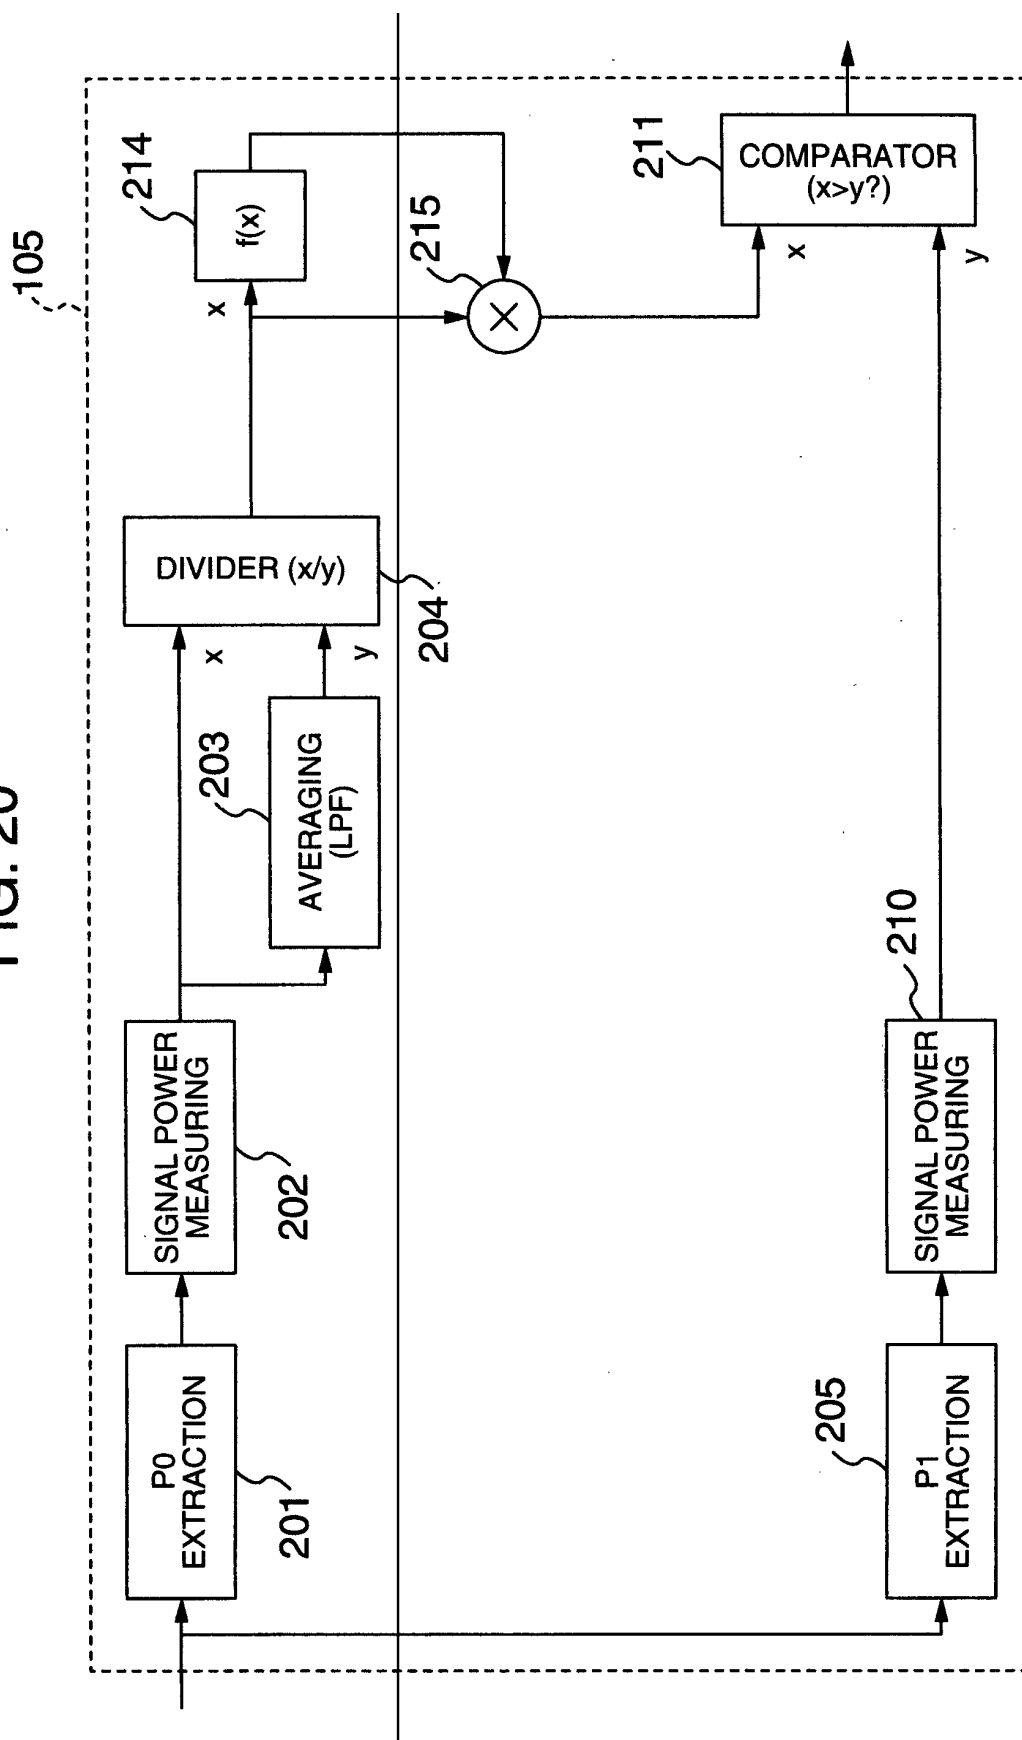 FIG. 20
105
P0
EXTRACTION
201
SIGNAL POWER
MEASURING
202
203
AVERAGING
(LPF)
x
y
DIVIDER (x/y)
204
x
214
f(x)
215
205
P1
EXTRACTION
210
SIGNAL POWER
MEASURING
x
y
211
COMPARATOR
(x>y?)